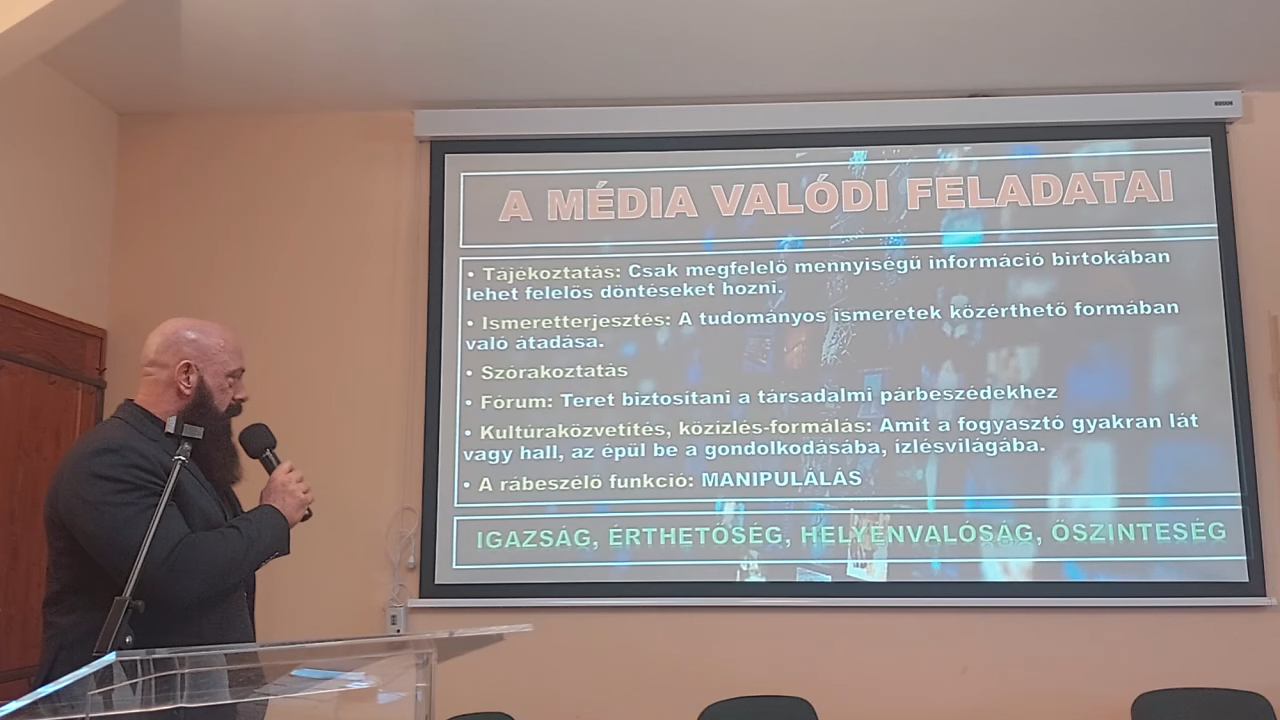 A MÉDIA VALÓDI FELADATAI
• Tájékoztatás: Csak megfelelő mennyiségű információ birtokában
lehet felelős döntéseket hozni.
• Ismeretterjesztés: A tudományos ismeretek közérthető formában
való átadása.
• Szórakoztatás
• Fórum: Teret biztosítani a társadalmi párbeszédekhez
• Kultúraközvetítés, közízlés-formálás: Amit a fogyasztó gyakran lát
vagy hall, az épül be a gondolkodásába, ízlésvilágába.
• A rábeszélő funkció: MANIPULÁLÁS
IGAZSÁG, ÉRTHETŐSÉG, HELYÉNVALÓSÁG, ŐSZINTESÉG